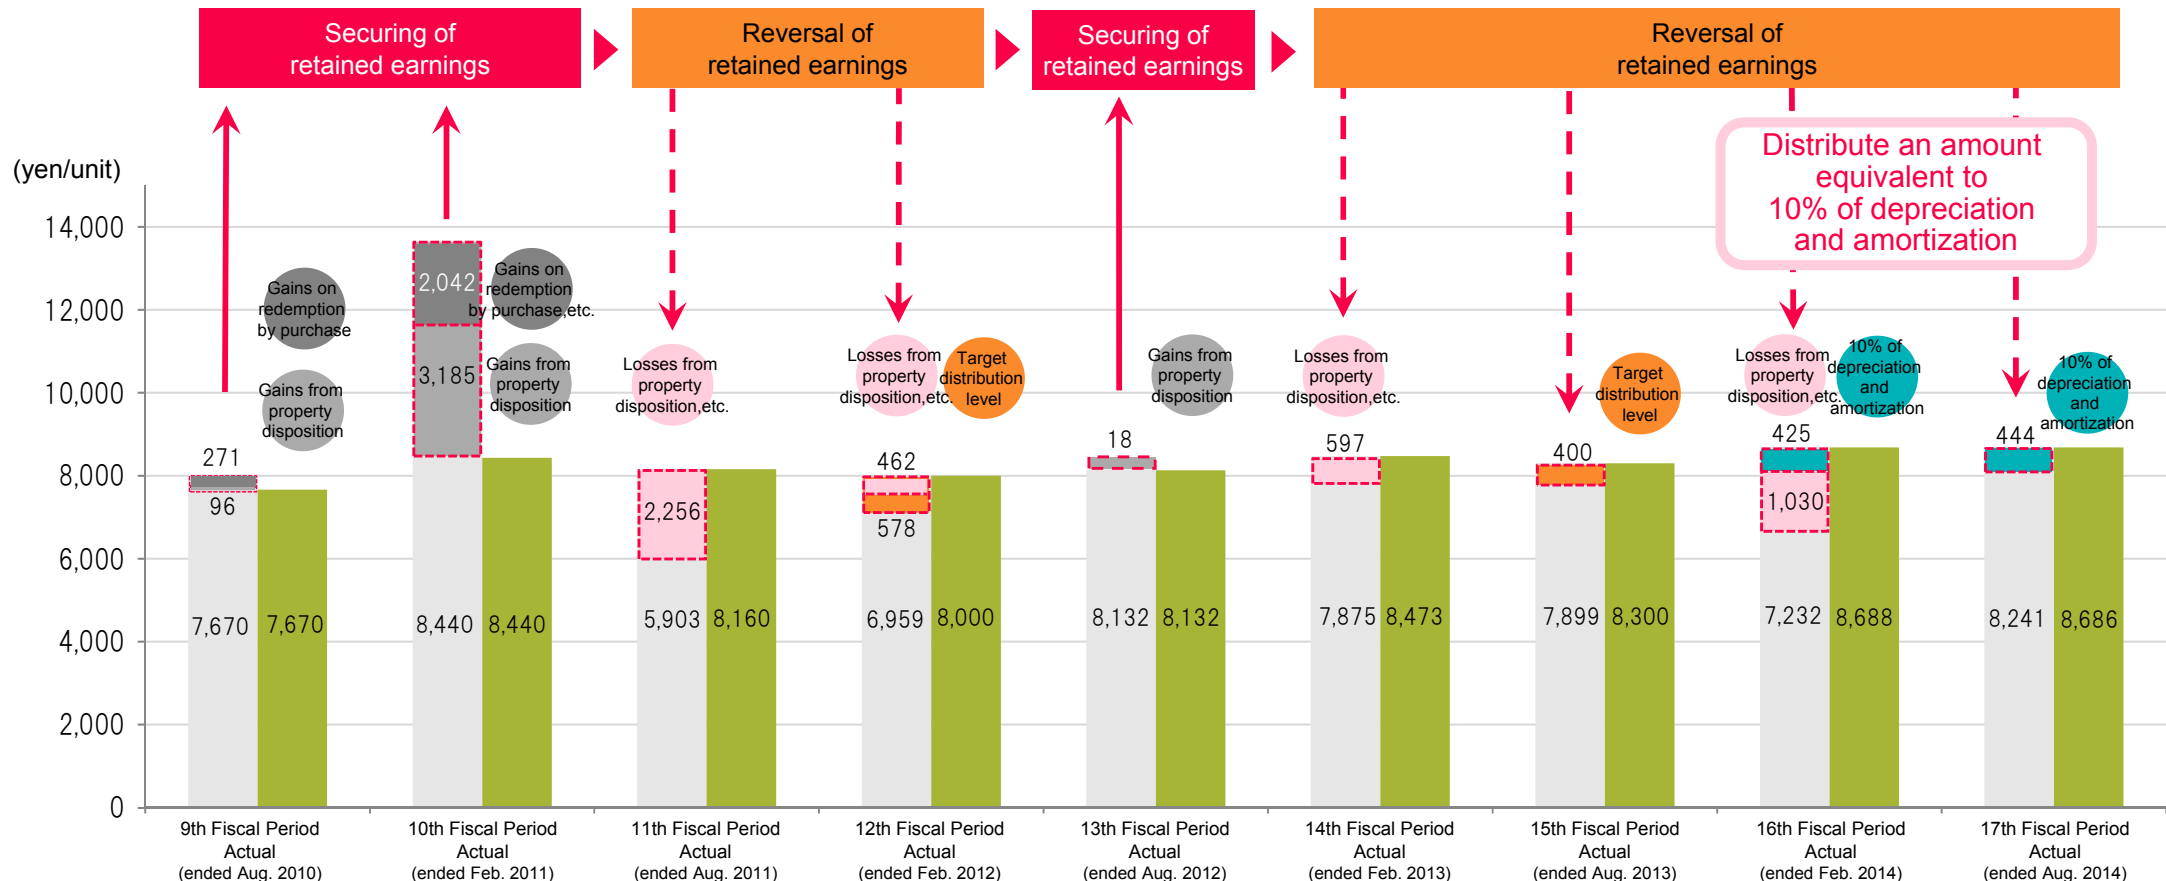 Securing of
retained earnings
Reversal of
retained earnings
Securing of
retained earnings
Reversal of
retained earnings
Distribute an amount
equivalent to
10% of depreciation
and amortization
(yen/unit)
14,000
12,000
10,000
8,000
6,000
4,000
2,000
0
Gains on
redemption
by purchase
Gains from
property
disposition
271
96
7,670
7,670
2,042
3,185
Gains on
redemption
by purchase,etc.
Gains from
property
disposition
8,440
8,440
Losses from
property
disposition,etc.
2,256
5,903
8,160
Losses from
property
disposition,etc.
Target
distribution
level
462
578
6,959
8,000
Gains from
property
disposition
18
8,132
8,132
Losses from
property
disposition,etc.
597
7,875
8,473
Target
distribution
level
400
7,899
8,300
Losses from
property
disposition,etc.
10% of
depreciation
and
amortization
425
1,030
7,232
8,688
10% of
depreciation
and
amortization
444
8,241
8,686
9th Fiscal Period
Actual
(ended Aug. 2010)
10th Fiscal Period
Actual
(ended Feb. 2011)
11th Fiscal Period
Actual
(ended Aug. 2011)
12th Fiscal Period
Actual
(ended Feb. 2012)
13th Fiscal Period
Actual
(ended Aug. 2012)
14th Fiscal Period
Actual
(ended Feb. 2013)
15th Fiscal Period
Actual
(ended Aug. 2013)
16th Fiscal Period
Actual
(ended Feb. 2014)
17th Fiscal Period
Actual
(ended Aug. 2014)